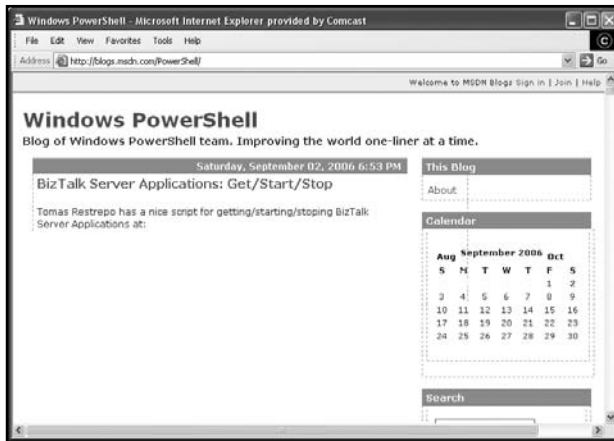 Windows PowerShell - Microsoft Internet Explorer provided by Comcast
File Edit View Favorites Tools Help
Address http://blogs.msdn.com/PowerShell/ Go
Welcome to MSDN Blogs Sign in | Join | Help
Windows PowerShell
Blog of Windows PowerShell team. Improving the world one-liner at a time.
Saturday, September 02, 2006 6:53 PM
BizTalk Server Applications: Get/Start/Stop
Tomas Restrepo has a nice script for getting/starting/stoping BizTalk
Server Applications at:
This Blog
About
Calendar
Aug September 2006 Oct
S M T W T F S
1 2
3 4 5 6 7 8 9
10 11 12 13 14 15 16
17 18 19 20 21 22 23
24 25 26 27 28 29 30
Search